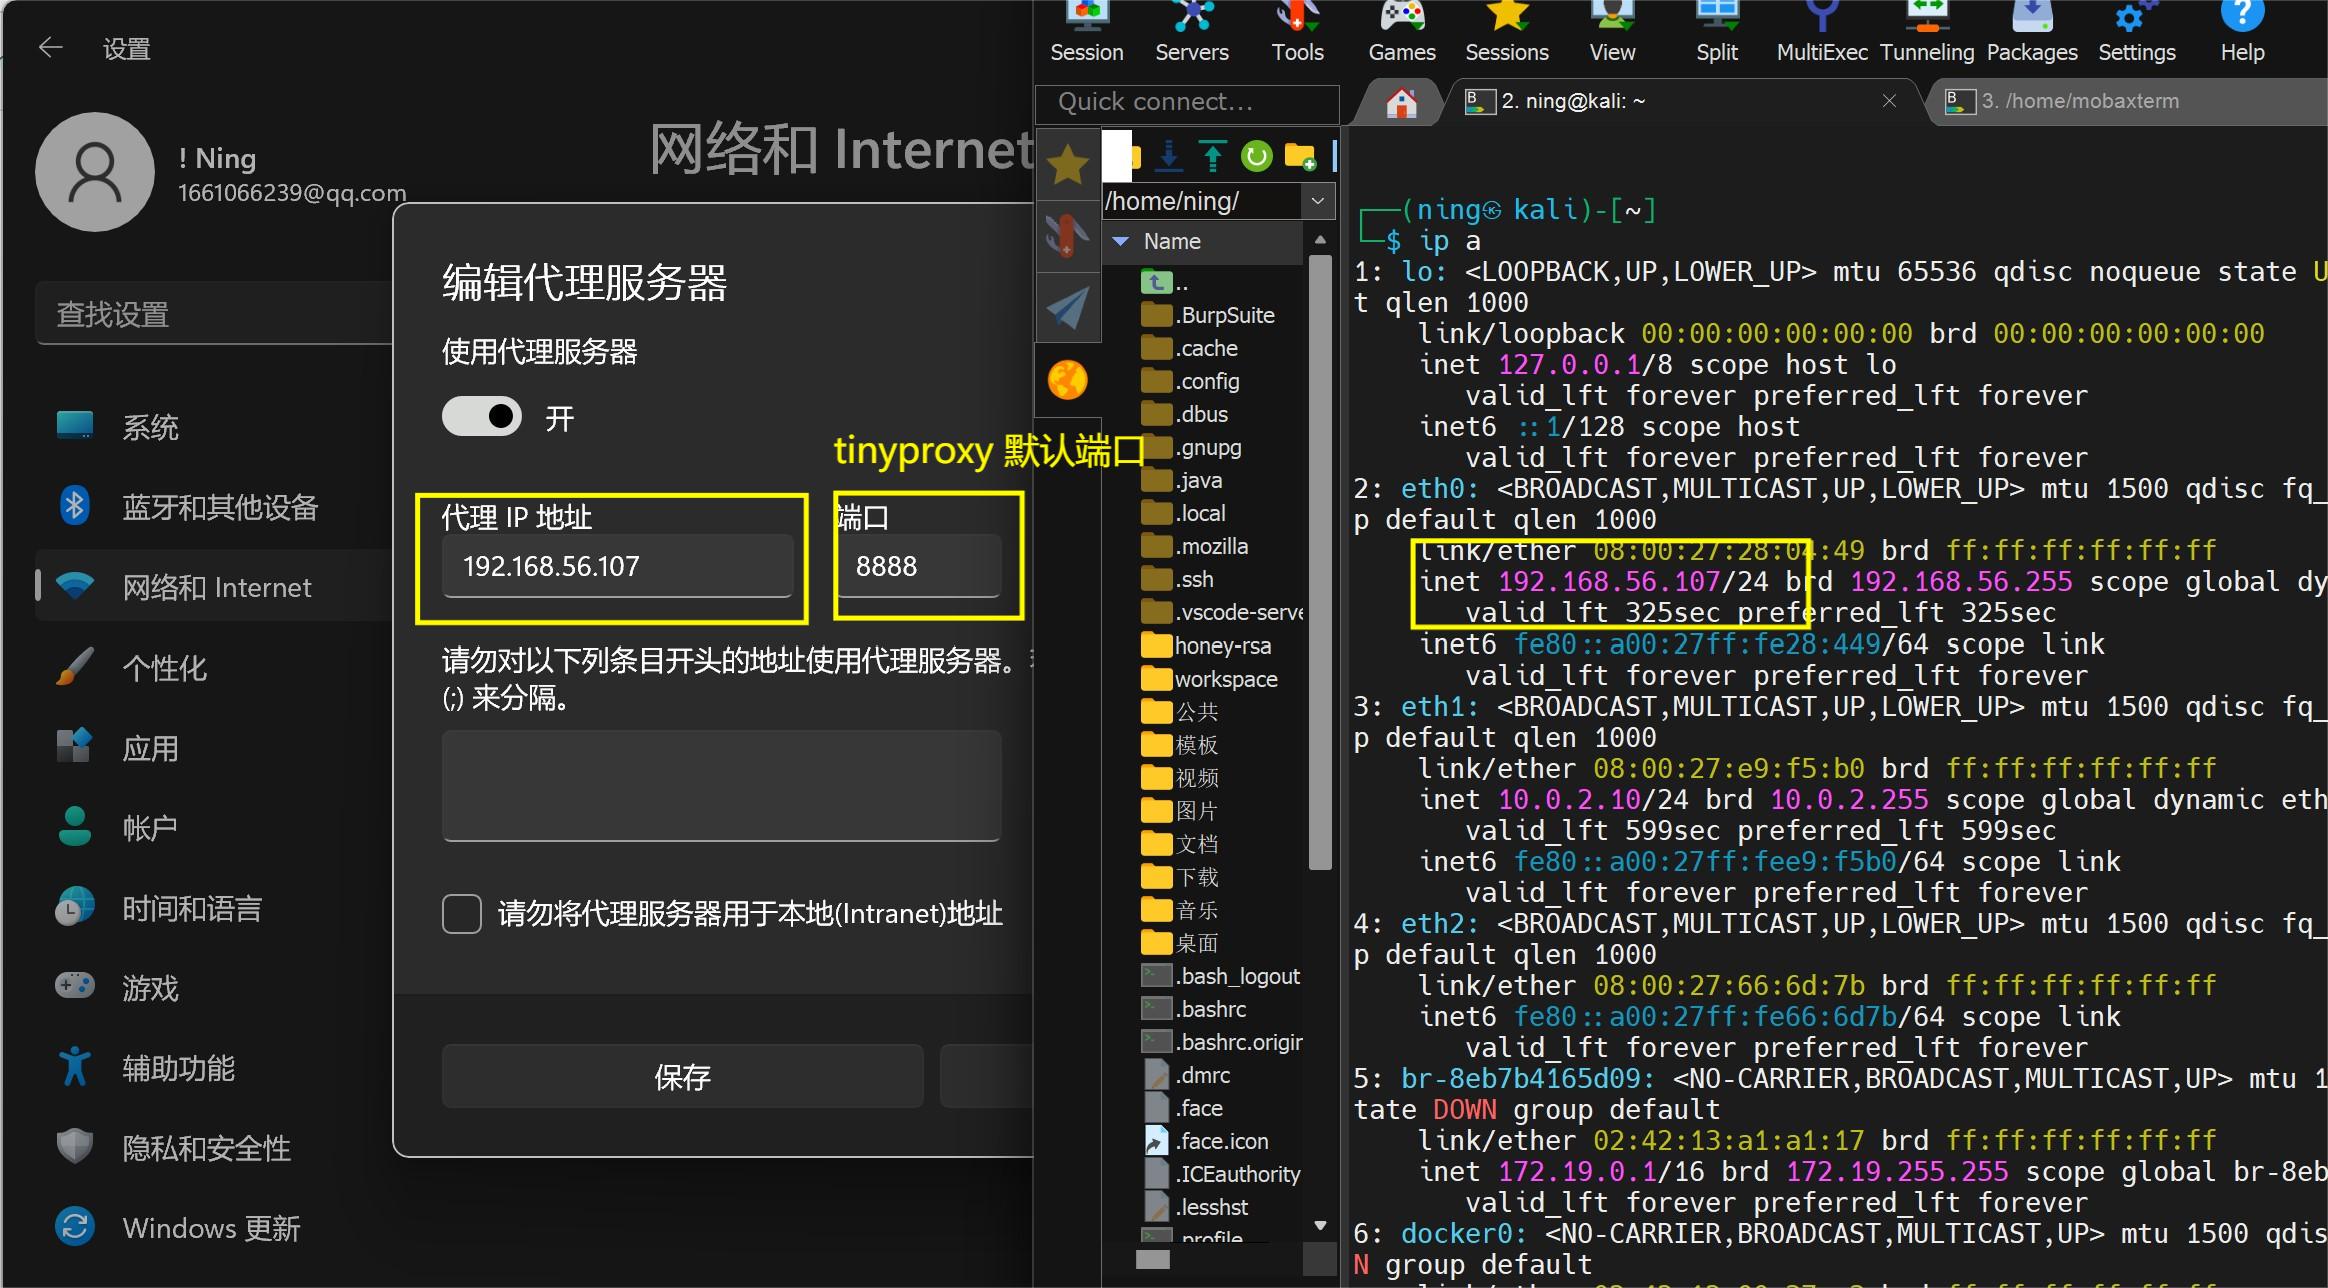 设置
! Ning
1661066239@qq.com
查找设置
系统
蓝牙和其他设备
网络和 Internet
个性化
应用
帐户
时间和语言
游戏
辅助功能
隐私和安全性
Windows 更新
网络和 Internet
编辑代理服务器
使用代理服务器
开
tinyproxy 默认端口
代理 IP 地址
端口
192.168.56.107
8888
请勿对以下列条目开头的地址使用代理服务器。
(;) 来分隔。
请勿将代理服务器用于本地(Intranet)地址
保存
Session Servers Tools Games Sessions View Split MultiExec Tunneling Packages Settings Help
Quick connect...
2. ning@kali: ~
3. /home/mobaxterm
/home/ning/
Name
..
.BurpSuite
.cache
.config
.dbus
.gnupg
.java
.local
.mozilla
.ssh
.vscode-serve
honey-rsa
workspace
公共
模板
视频
图片
文档
下载
音乐
桌面
.bash_logout
.bashrc
.bashrc.origin
.dmrc
.face
.face.icon
.ICEauthority
.lesshst
.profile
┌──(ning㉿ kali)-[~]
└─$ ip a
1: lo: <LOOPBACK,UP,LOWER_UP> mtu 65536 qdisc noqueue state U
t qlen 1000
link/loopback 00:00:00:00:00:00 brd 00:00:00:00:00:00
inet 127.0.0.1/8 scope host lo
valid_lft forever preferred_lft forever
inet6 ::1/128 scope host
valid_lft forever preferred_lft forever
2: eth0: <BROADCAST,MULTICAST,UP,LOWER_UP> mtu 1500 qdisc fq_
p default qlen 1000
link/ether 08:00:27:28:04:49 brd ff:ff:ff:ff:ff:ff
inet 192.168.56.107/24 brd 192.168.56.255 scope global dy
valid_lft 325sec preferred_lft 325sec
inet6 fe80::a00:27ff:fe28:449/64 scope link
valid_lft forever preferred_lft forever
3: eth1: <BROADCAST,MULTICAST,UP,LOWER_UP> mtu 1500 qdisc fq_
p default qlen 1000
link/ether 08:00:27:e9:f5:b0 brd ff:ff:ff:ff:ff:ff
inet 10.0.2.10/24 brd 10.0.2.255 scope global dynamic eth
valid_lft 599sec preferred_lft 599sec
inet6 fe80::a00:27ff:fee9:f5b0/64 scope link
valid_lft forever preferred_lft forever
4: eth2: <BROADCAST,MULTICAST,UP,LOWER_UP> mtu 1500 qdisc fq_
p default qlen 1000
link/ether 08:00:27:66:6d:7b brd ff:ff:ff:ff:ff:ff
inet6 fe80::a00:27ff:fe66:6d7b/64 scope link
valid_lft forever preferred_lft forever
5: br-8eb7b4165d09: <NO-CARRIER,BROADCAST,MULTICAST,UP> mtu 1
tate DOWN group default
link/ether 02:42:13:a1:a1:17 brd ff:ff:ff:ff:ff:ff
inet 172.19.0.1/16 brd 172.19.255.255 scope global br-8eb
valid_lft forever preferred_lft forever
6: docker0: <NO-CARRIER,BROADCAST,MULTICAST,UP> mtu 1500 qdis
N group default